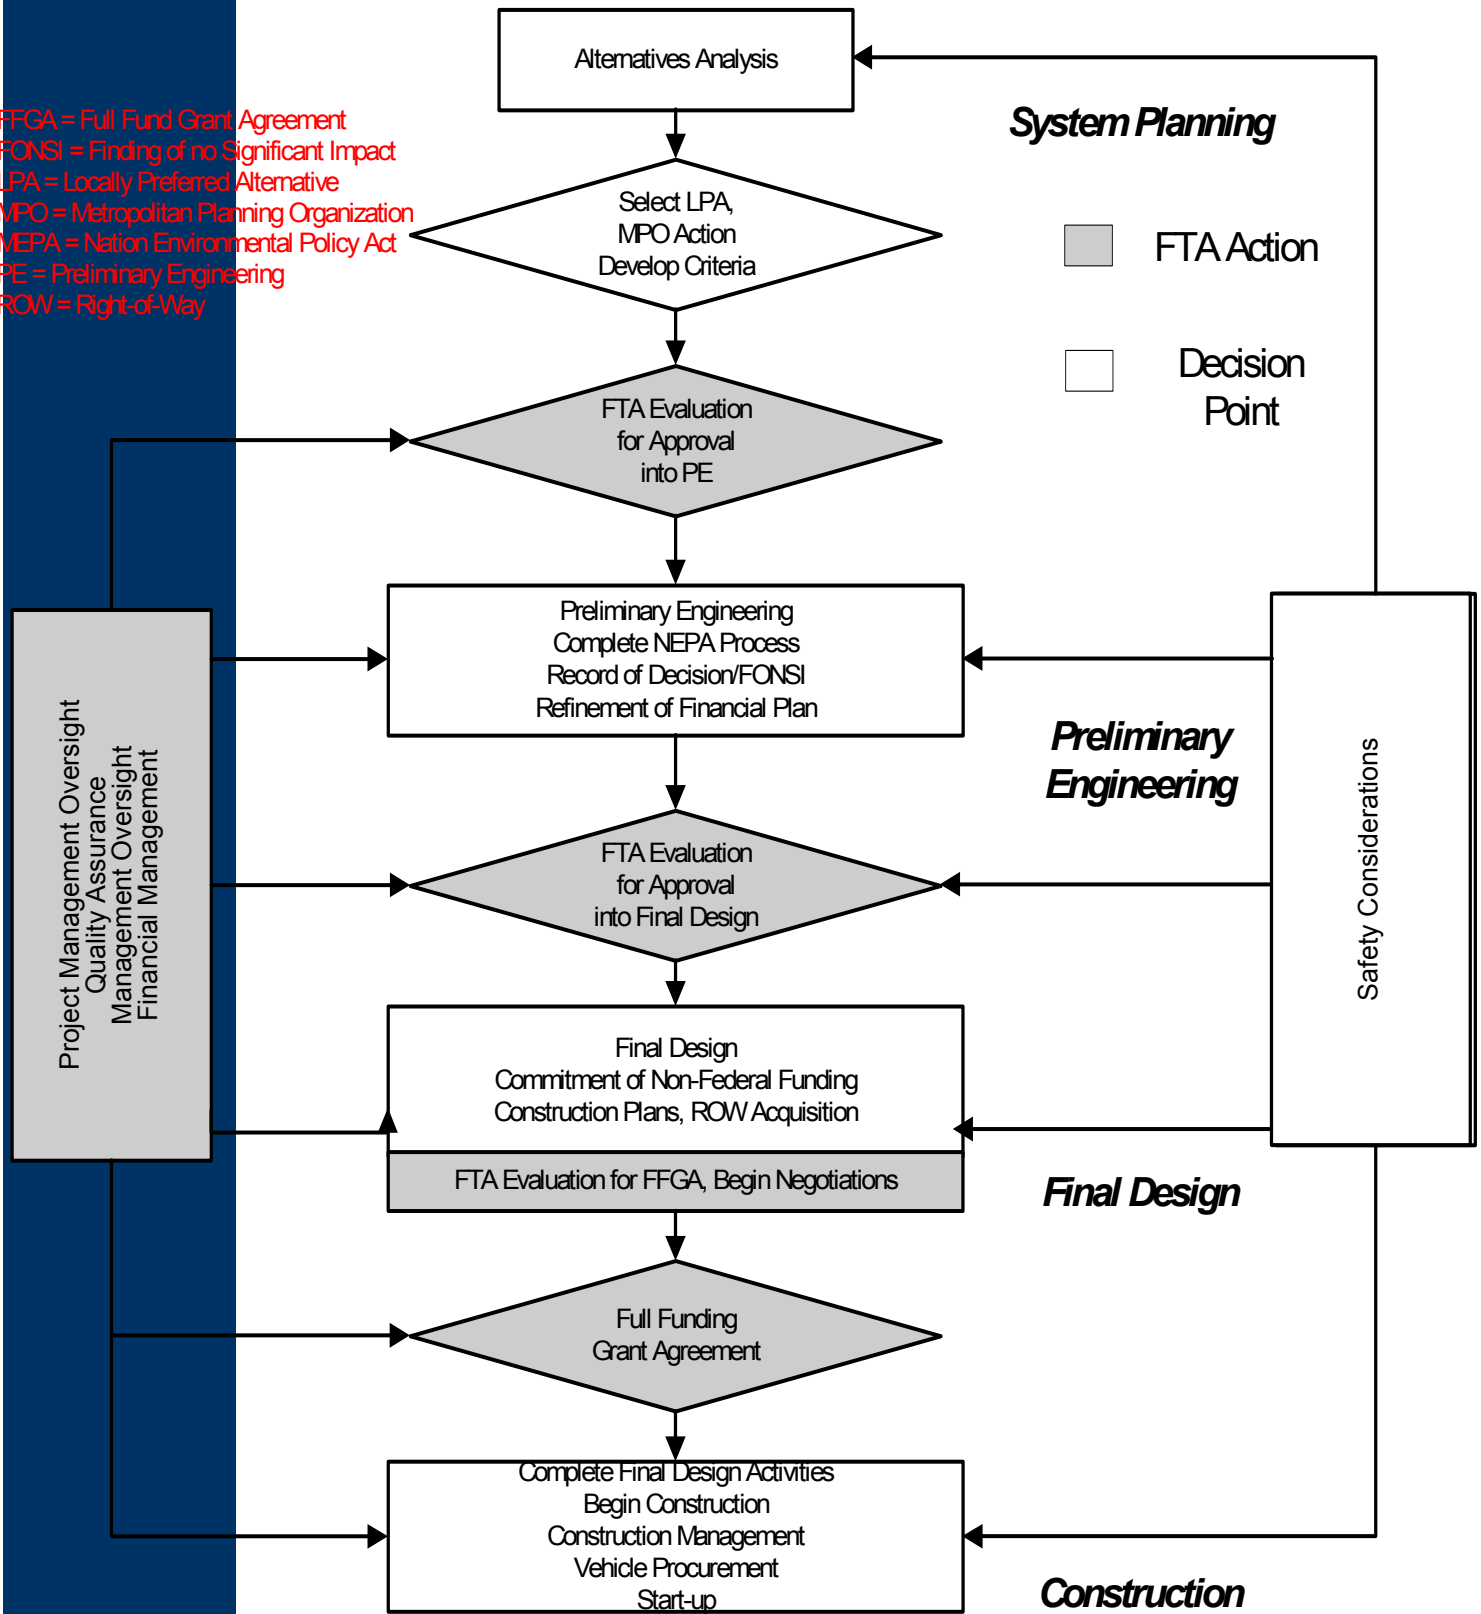 Alternatives Analysis
System Planning
FFGA = Full Fund Grant Agreement
FONSI = Finding of no Significant Impact
LPA = Locally Preferred Alternative
MPO = Metropolitan Planning Organization
MEPA = Nation Environmental Policy Act
PE = Preliminary Engineering
ROW = Right-of-Way
Select LPA,
MPO Action
Develop Criteria
FTA Action
Decision
Point
FTA Evaluation
for Approval
into PE
Preliminary Engineering
Complete NEPA Process
Record of Decision/FONSI
Refinement of Financial Plan
Preliminary
Engineering
Project Management Oversight
Quality Assurance
Management Oversight
Financial Management
Safety Considerations
FTA Evaluation
for Approval
into Final Design
Final Design
Commitment of Non-Federal Funding
Construction Plans, ROW Acquisition
FTA Evaluation for FFGA, Begin Negotiations
Final Design
Full Funding
Grant Agreement
Complete Final Design Activities
Begin Construction
Construction Management
Vehicle Procurement
Start-up
Construction